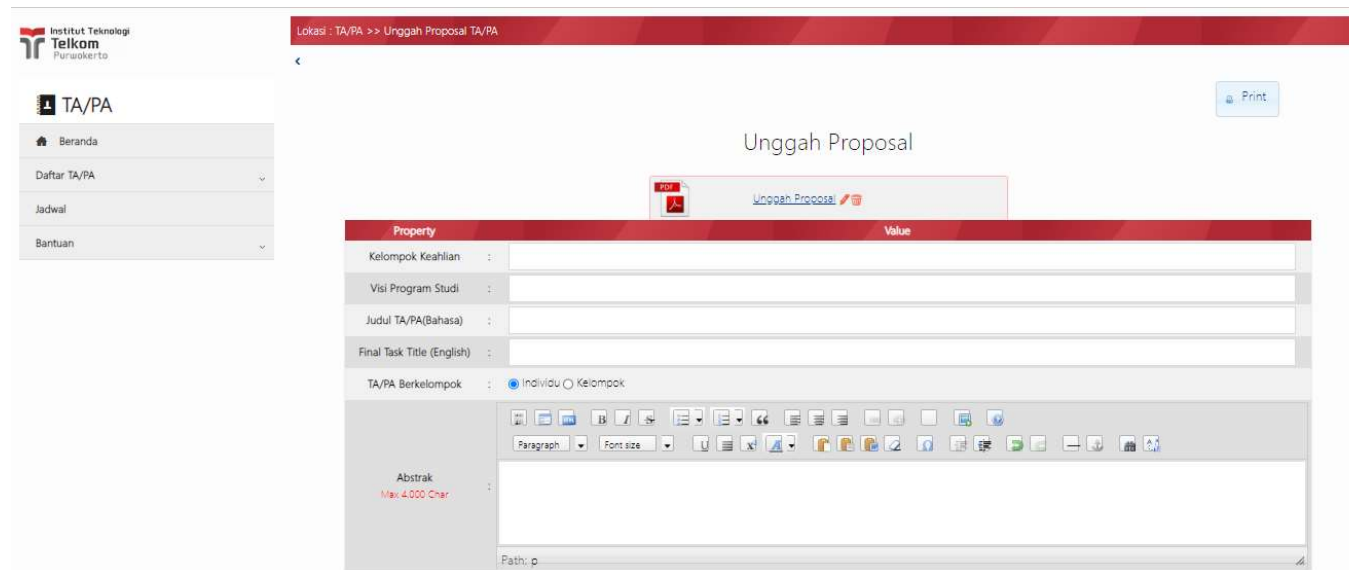 Institut Teknologi
Telkom
Purwokerto
TA/PA
Beranda
Daftar TA/PA
Jadwal
Bantuan
Lokasi : TA/PA >> Unggah Proposal TA/PA
Print
Unggah Proposal
PDF
Unggah Proposal
Property Value
Kelompok Keahlian :
Visi Program Studi :
Judul TA/PA(Bahasa) :
Final Task Title (English) :
TA/PA Berkelompok : Individu Kelompok
Paragraph Font size
Abstrak :
Max 4.000 Char
Path: p